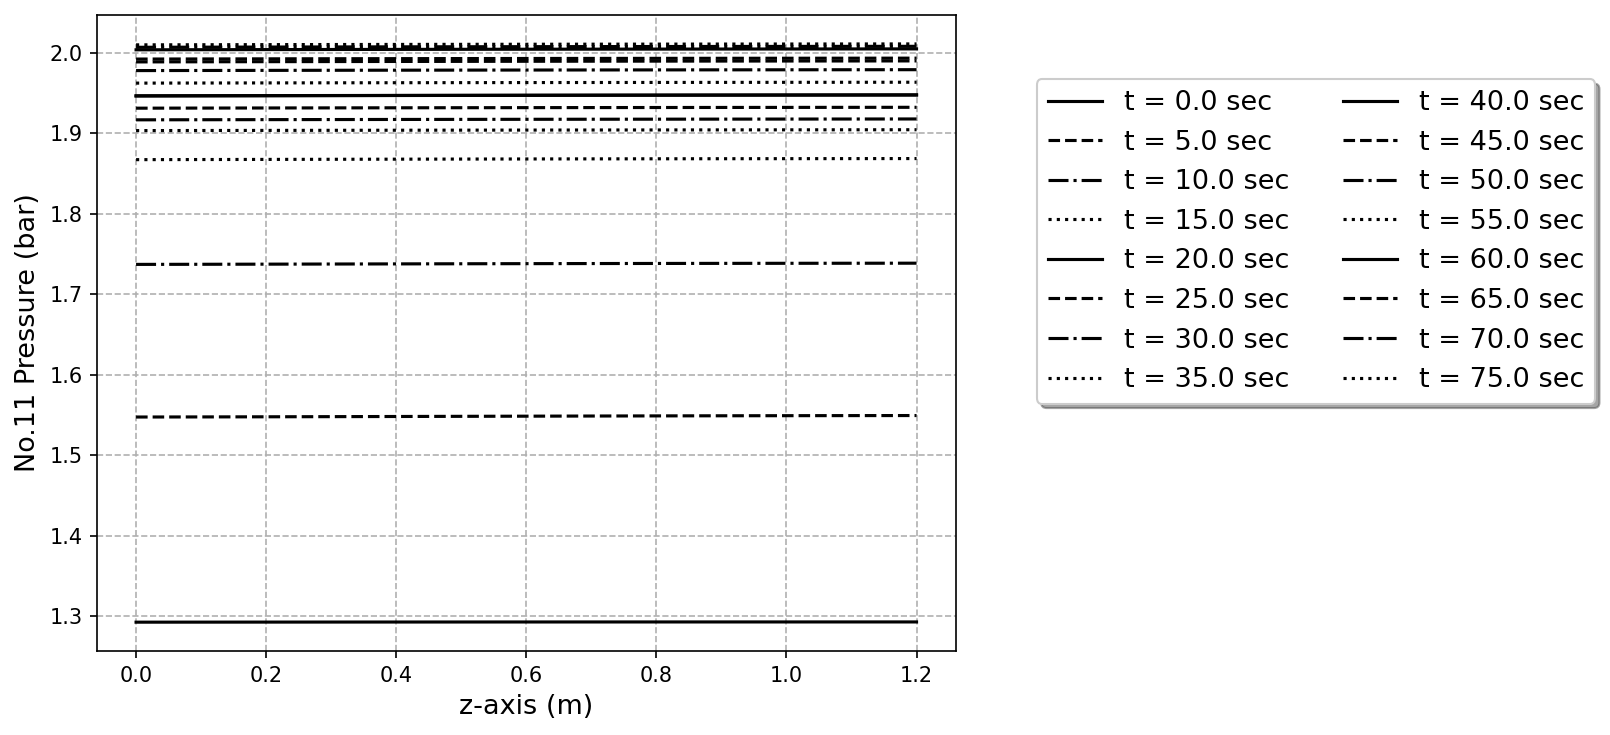 No.11 Pressure (bar)
2.0
1.9
1.8
1.7
1.6
1.5
1.4
1.3
0.0 0.2 0.4 0.6 0.8 1.0 1.2
z-axis (m)
t = 0.0 sec
t = 5.0 sec
t = 10.0 sec
t = 15.0 sec
t = 20.0 sec
t = 25.0 sec
t = 30.0 sec
t = 35.0 sec
t = 40.0 sec
t = 45.0 sec
t = 50.0 sec
t = 55.0 sec
t = 60.0 sec
t = 65.0 sec
t = 70.0 sec
t = 75.0 sec